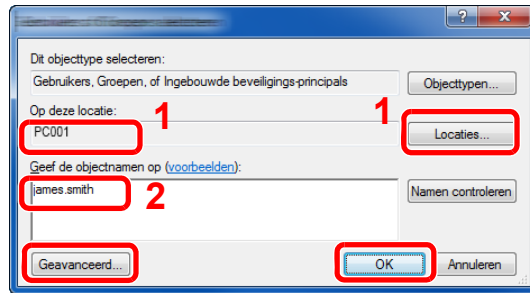 Dit objecttype selecteren:
Gebruikers, Groepen, of Ingebouwde beveiligings-principals
Objecttypen...
Op deze locatie:
1
1
PC001
Locaties...
Geef de objectnamen op (voorbeelden):
james.smith
2
Namen controleren
Geavanceerd...
OK
Annuleren